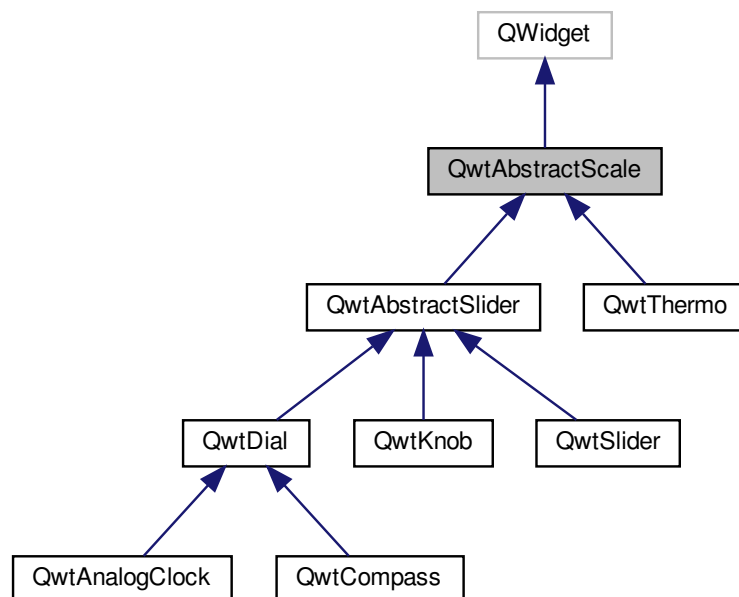 QWidget
QwtAbstractScale
QwtAbstractSlider
QwtThermo
QwtDial
QwtKnob
QwtSlider
QwtAnalogClock
QwtCompass